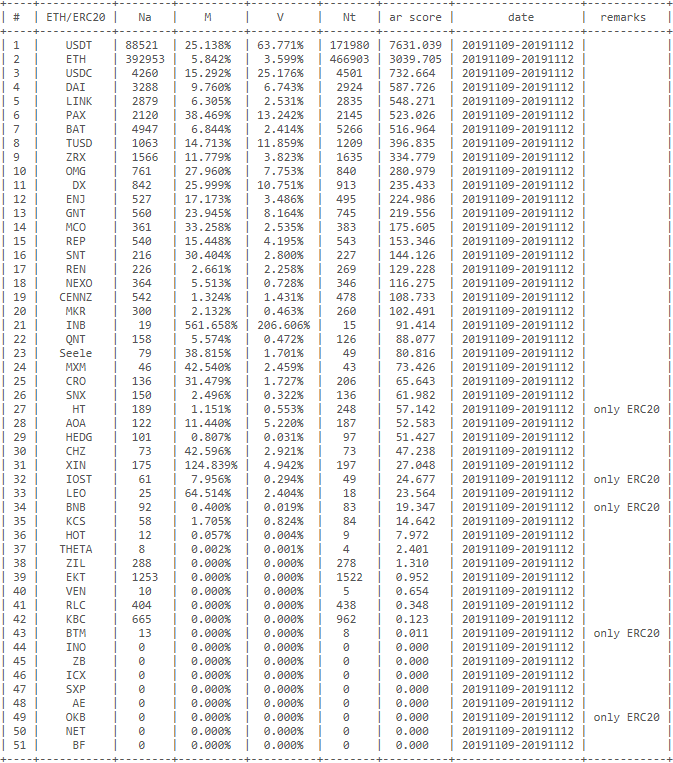 # | ETH/ERC20 | Na | M | V | Nt | ar score | date | remarks
1 | USDT | 88521 | 25.138% | 63.771% | 171980 | 7631.039 | 20191109-20191112 |
2 | ETH | 392953 | 5.842% | 3.599% | 466903 | 3039.705 | 20191109-20191112 |
3 | USDC | 4260 | 15.292% | 25.176% | 4501 | 732.664 | 20191109-20191112 |
4 | DAI | 3288 | 9.760% | 6.743% | 2924 | 587.726 | 20191109-20191112 |
5 | LINK | 2879 | 6.305% | 2.531% | 2835 | 548.271 | 20191109-20191112 |
6 | PAX | 2120 | 38.469% | 13.242% | 2145 | 523.026 | 20191109-20191112 |
7 | BAT | 4947 | 6.844% | 2.414% | 5266 | 516.964 | 20191109-20191112 |
8 | TUSD | 1063 | 14.713% | 11.859% | 1209 | 396.835 | 20191109-20191112 |
9 | ZRX | 1566 | 11.779% | 3.823% | 1635 | 334.779 | 20191109-20191112 |
10 | OMG | 761 | 27.960% | 7.753% | 840 | 280.979 | 20191109-20191112 |
11 | DX | 842 | 25.999% | 10.751% | 913 | 235.433 | 20191109-20191112 |
12 | ENJ | 527 | 17.173% | 3.486% | 495 | 224.986 | 20191109-20191112 |
13 | GNT | 560 | 23.945% | 8.164% | 745 | 219.556 | 20191109-20191112 |
14 | MCO | 361 | 33.258% | 2.535% | 383 | 175.605 | 20191109-20191112 |
15 | REP | 540 | 15.448% | 4.195% | 543 | 153.346 | 20191109-20191112 |
16 | SNT | 216 | 30.404% | 2.800% | 227 | 144.126 | 20191109-20191112 |
17 | REN | 226 | 2.661% | 2.258% | 269 | 129.228 | 20191109-20191112 |
18 | NEXO | 364 | 5.513% | 0.728% | 346 | 116.275 | 20191109-20191112 |
19 | CENNZ | 542 | 1.324% | 1.431% | 478 | 108.733 | 20191109-20191112 |
20 | MKR | 300 | 2.132% | 0.463% | 260 | 102.491 | 20191109-20191112 |
21 | INB | 19 | 561.658% | 206.606% | 15 | 91.414 | 20191109-20191112 |
22 | QNT | 158 | 5.574% | 0.472% | 126 | 88.077 | 20191109-20191112 |
23 | Seele | 79 | 38.815% | 1.701% | 49 | 80.816 | 20191109-20191112 |
24 | MXM | 46 | 42.540% | 2.459% | 43 | 73.426 | 20191109-20191112 |
25 | CRO | 136 | 31.479% | 1.727% | 206 | 65.643 | 20191109-20191112 |
26 | SNX | 150 | 2.496% | 0.322% | 136 | 61.982 | 20191109-20191112 |
27 | HT | 189 | 1.151% | 0.553% | 248 | 57.142 | 20191109-20191112 | only ERC20
28 | AOA | 122 | 11.440% | 5.220% | 187 | 52.583 | 20191109-20191112 |
29 | HEDG | 101 | 0.807% | 0.031% | 97 | 51.427 | 20191109-20191112 |
30 | CHZ | 73 | 42.596% | 2.921% | 73 | 47.238 | 20191109-20191112 |
31 | XIN | 175 | 124.839% | 4.942% | 197 | 27.048 | 20191109-20191112 |
32 | IOST | 61 | 7.956% | 0.294% | 49 | 24.677 | 20191109-20191112 | only ERC20
33 | LEO | 25 | 64.514% | 2.404% | 18 | 23.564 | 20191109-20191112 |
34 | BNB | 92 | 0.400% | 0.019% | 83 | 19.347 | 20191109-20191112 | only ERC20
35 | KCS | 58 | 1.705% | 0.824% | 84 | 14.642 | 20191109-20191112 |
36 | HOT | 12 | 0.057% | 0.004% | 9 | 7.972 | 20191109-20191112 |
37 | THETA | 8 | 0.002% | 0.001% | 4 | 2.401 | 20191109-20191112 |
38 | ZIL | 288 | 0.000% | 0.000% | 278 | 1.310 | 20191109-20191112 |
39 | EKT | 1253 | 0.000% | 0.000% | 1522 | 0.952 | 20191109-20191112 |
40 | VEN | 10 | 0.000% | 0.000% | 5 | 0.654 | 20191109-20191112 |
41 | RLC | 404 | 0.000% | 0.000% | 438 | 0.348 | 20191109-20191112 |
42 | KBC | 665 | 0.000% | 0.000% | 962 | 0.123 | 20191109-20191112 |
43 | BTM | 13 | 0.000% | 0.000% | 8 | 0.011 | 20191109-20191112 | only ERC20
44 | INO | 0 | 0.000% | 0.000% | 0 | 0.000 | 20191109-20191112 |
45 | ZB | 0 | 0.000% | 0.000% | 0 | 0.000 | 20191109-20191112 |
46 | ICX | 0 | 0.000% | 0.000% | 0 | 0.000 | 20191109-20191112 |
47 | SXP | 0 | 0.000% | 0.000% | 0 | 0.000 | 20191109-20191112 |
48 | AE | 0 | 0.000% | 0.000% | 0 | 0.000 | 20191109-20191112 |
49 | OKB | 0 | 0.000% | 0.000% | 0 | 0.000 | 20191109-20191112 | only ERC20
50 | NET | 0 | 0.000% | 0.000% | 0 | 0.000 | 20191109-20191112 |
51 | BF | 0 | 0.000% | 0.000% | 0 | 0.000 | 20191109-20191112 |